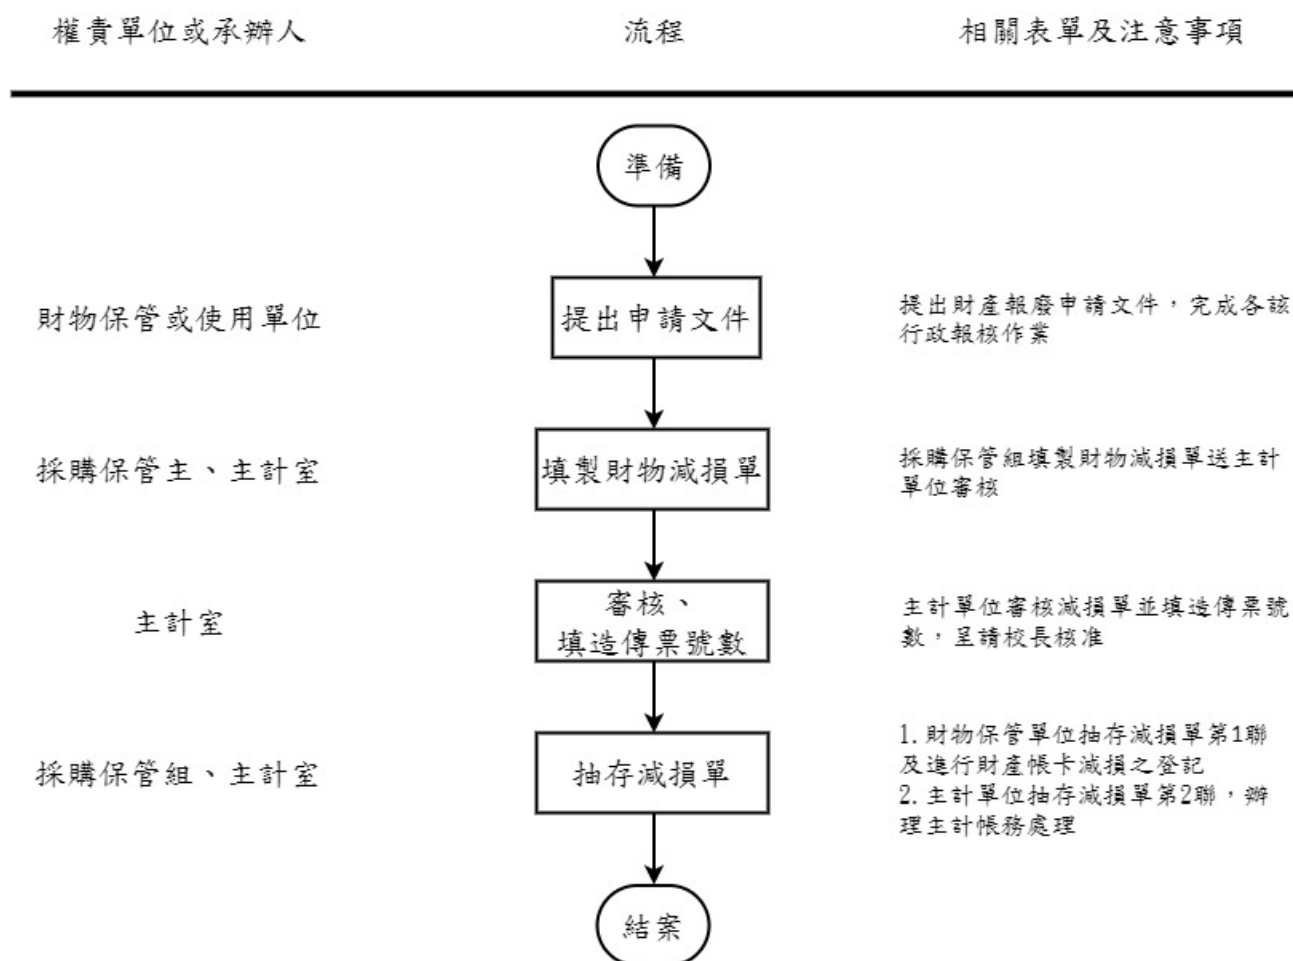 權責單位或承辦人
流程
相關表單及注意事項
準備
財物保管或使用單位
提出申請文件
提出財產報廢申請文件，完成各該
行政報核作業
採購保管主、主計室
填製財物減損單
採購保管組填製財物減損單送主計
單位審核
主計室
審核、
填造傳票號數
主計單位審核減損單並填造傳票號
數，呈請校長核准
採購保管組、主計室
抽存減損單
1.財物保管單位抽存減損單第1聯
及進行財產帳卡減損之登記
2.主計單位抽存減損單第2聯，辦
理主計帳務處理
結案